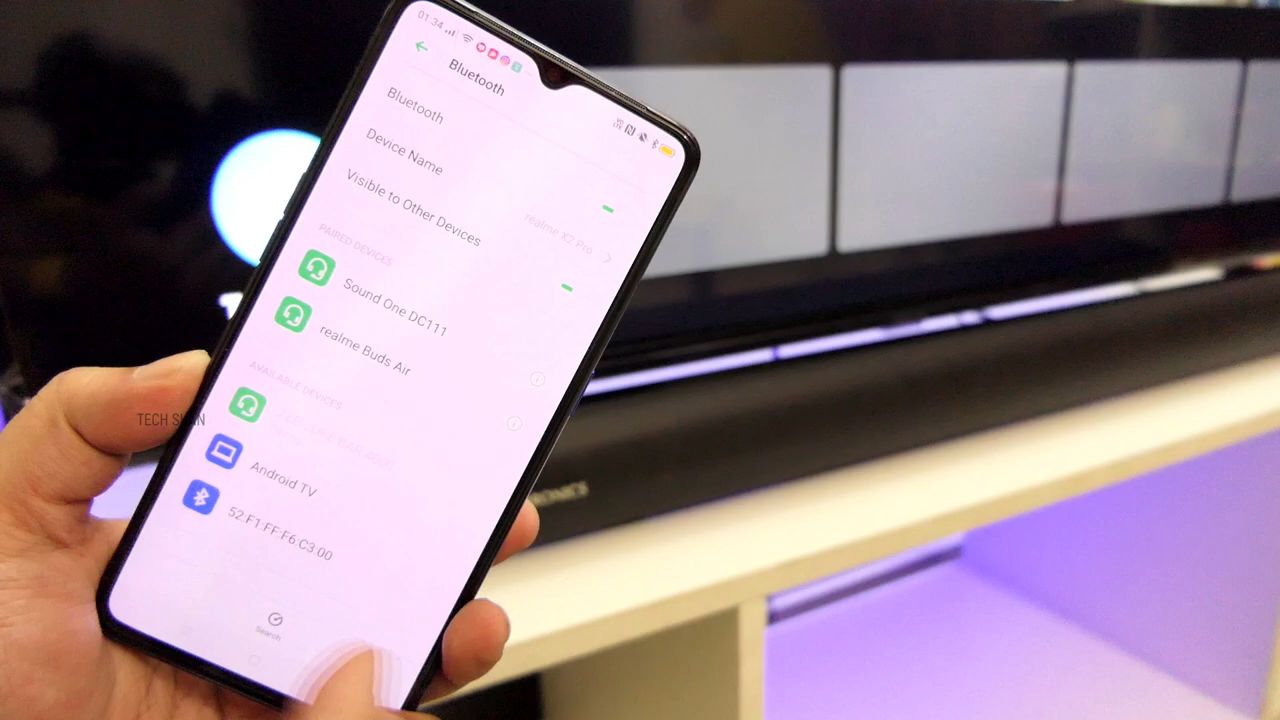 01:34
Bluetooth
Bluetooth
Device Name
realme X2 Pro
Visible to Other Devices
PAIRED DEVICES
Sound One DC111
realme Buds Air
AVAILABLE DEVICES
Android TV
52:F1:FF:F6 C3:00
Search
TECH